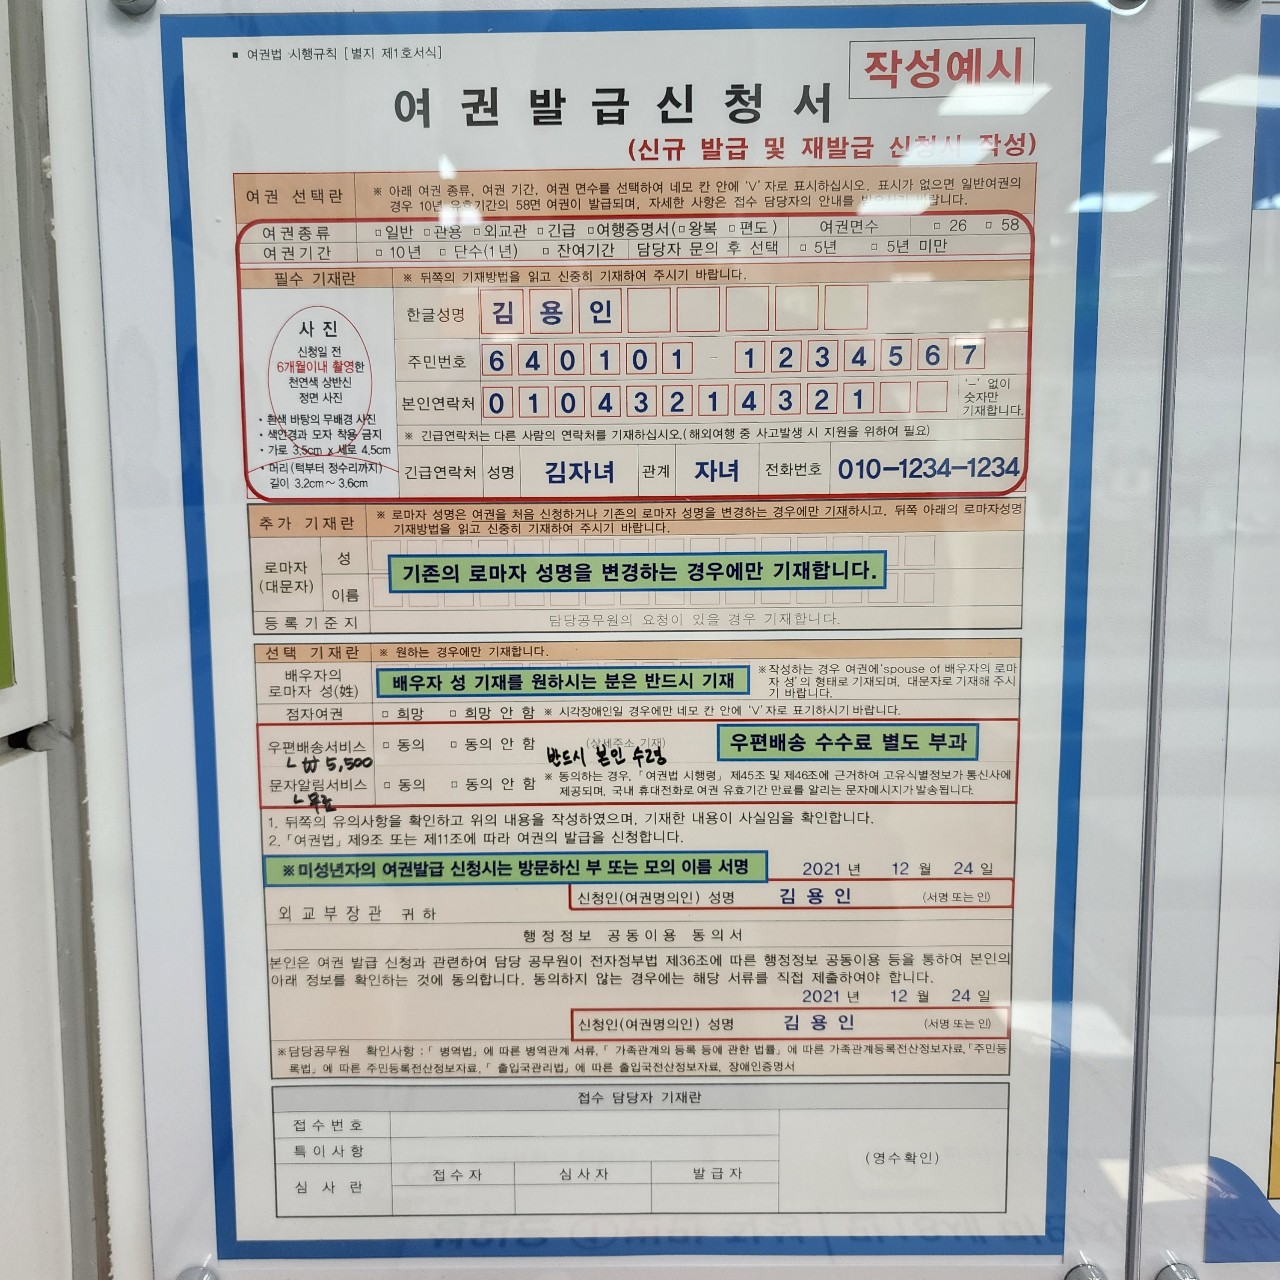 ■ 여권법 시행규칙 [별지 제1호서식]
작성예시
여권발급신청서
(신규 발급 및 재발급 신청시 작성)
여권 선택란 ※ 아래 여권 종류, 여권 기간, 여권 면수를 선택하여 네모 칸 안에 'V' 자로 표시하십시오. 표시가 없으면 일반여권의
경우 10년 유효기간의 58면 여권이 발급되며, 자세한 사항은 접수 담당자의 안내를 바랍니다.
여권종류 □일반 □관용 □외교관 □긴급 □여행증명서(□왕복 □편도) 여권면수 □ 26 □ 58
여권기간 □ 10년 □ 단수(1년) □ 잔여기간 담당자 문의 후 선택 □ 5년 □ 5년 미만
필수 기재란 ※ 뒤쪽의 기재방법을 읽고 신중히 기재하여 주시기 바랍니다.
사 진
신청일 전
6개월이내 촬영한
천연색 상반신
정면 사진
• 흰색 바탕의 무배경 사진
• 색안경과 모자 착용 금지
• 가로 3.5cm x 세로 4.5cm
• 머리(턱부터 정수리까지)
길이 3.2cm~3.6cm
한글성명 김 용 인
주민번호 6 4 0 1 0 1 - 1 2 3 4 5 6 7
본인연락처 0 1 0 4 3 2 1 4 3 2 1 '-' 없이
숫자만
기재합니다.
※ 긴급연락처는 다른 사람의 연락처를 기재하십시오.(해외여행 중 사고발생 시 지원을 위하여 필요)
긴급연락처 성명 김자녀 관계 자녀 전화번호 010-1234-1234
추가 기재란 ※ 로마자 성명은 여권을 처음 신청하거나 기존의 로마자 성명을 변경하는 경우에만 기재하시고, 뒤쪽 아래의 로마자성명
기재방법을 읽고 신중히 기재하여 주시기 바랍니다.
로마자
(대문자)
성
이름
기존의 로마자 성명을 변경하는 경우에만 기재합니다.
등록기준지 담당공무원의 요청이 있을 경우 기재합니다.
선택 기재란 ※ 원하는 경우에만 기재합니다.
배우자의
로마자 성(姓)
배우자 성 기재를 원하시는 분은 반드시 기재
※작성하는 경우 여권에'spouse of 배우자의 로마
자 성'의 형태로 기재되며, 대문자로 기재해 주시
기 바랍니다.
점자여권 □ 희망 □ 희망 안 함 ※ 시각장애인일 경우에만 네모 칸 안에 'V'자로 표기하시기 바랍니다.
우편배송서비스 □ 동의 □ 동의 안 함 (상세주소 기재) 우편배송 수수료 별도 부과
ㄴ ₩ 5,500 반드시 본인 수령
문자알림서비스 □ 동의 □ 동의 안 함 ※ 동의하는 경우, 「여권법 시행령」 제45조 및 제46조에 근거하여 고유식별정보가 통신사에
제공되며, 국내 휴대전화로 여권 유효기간 만료를 알리는 문자메시지가 발송됩니다.
ㄴ 무료
1. 뒤쪽의 유의사항을 확인하고 위의 내용을 작성하였으며, 기재한 내용이 사실임을 확인합니다.
2. 「여권법」 제9조 또는 제11조에 따라 여권의 발급을 신청합니다.
※미성년자의 여권발급 신청시는 방문하신 부 또는 모의 이름 서명
2021 년 12 월 24 일
신청인(여권명의인) 성명 김 용 인 (서명 또는 인)
외교부장관 귀하
행정정보 공동이용 동의서
본인은 여권 발급 신청과 관련하여 담당 공무원이 전자정부법 제36조에 따른 행정정보 공동이용 등을 통하여 본인의
아래 정보를 확인하는 것에 동의합니다. 동의하지 않는 경우에는 해당 서류를 직접 제출하여야 합니다.
2021 년 12 월 24 일
신청인(여권명의인) 성명 김 용 인 (서명 또는 인)
※담당공무원 확인사항 :「 병역법」에 따른 병역관계 서류,「 가족관계의 등록 등에 관한 법률」에 따른 가족관계등록전산정보자료,「주민등
록법」에 따른 주민등록전산정보자료,「 출입국관리법」에 따른 출입국전산정보자료, 장애인증명서
접수 담당자 기재란
접수번호
특이사항
심 사 란 접수자 심사자 발급자
(영수확인)